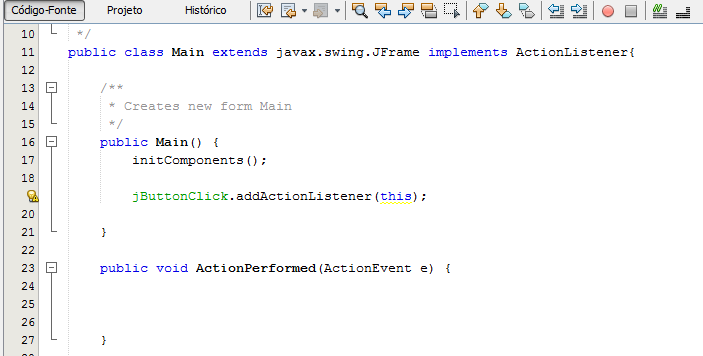 Código-Fonte Projeto Histórico
10 */
11 public class Main extends javax.swing.JFrame implements ActionListener{
12
13 /**
14 * Creates new form Main
15 */
16 public Main() {
17 initComponents();
18
jButtonClick.addActionListener(this);
20
21 }
22
23 public void ActionPerformed(ActionEvent e) {
24
25
26
27 }